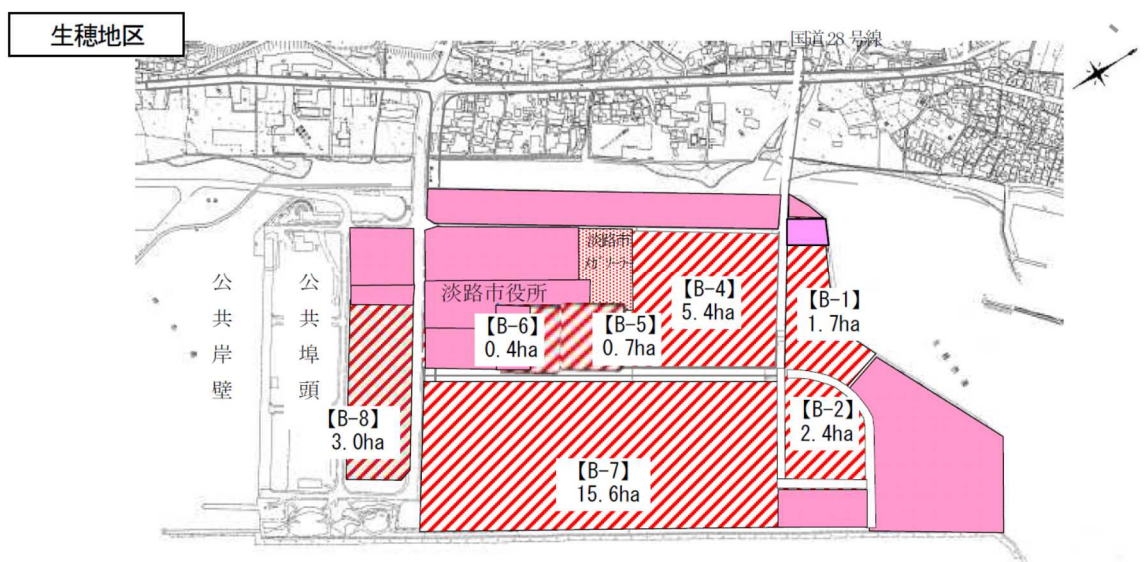 生穂地区
国道28号線
淡路市
【B-4】
5.4ha
【B-1】
1.7ha
淡路市役所
【B-6】
0.4ha
【B-5】
0.7ha
公共岸壁
公共埠頭
【B-8】
3.0ha
【B-2】
2.4ha
【B-7】
15.6ha